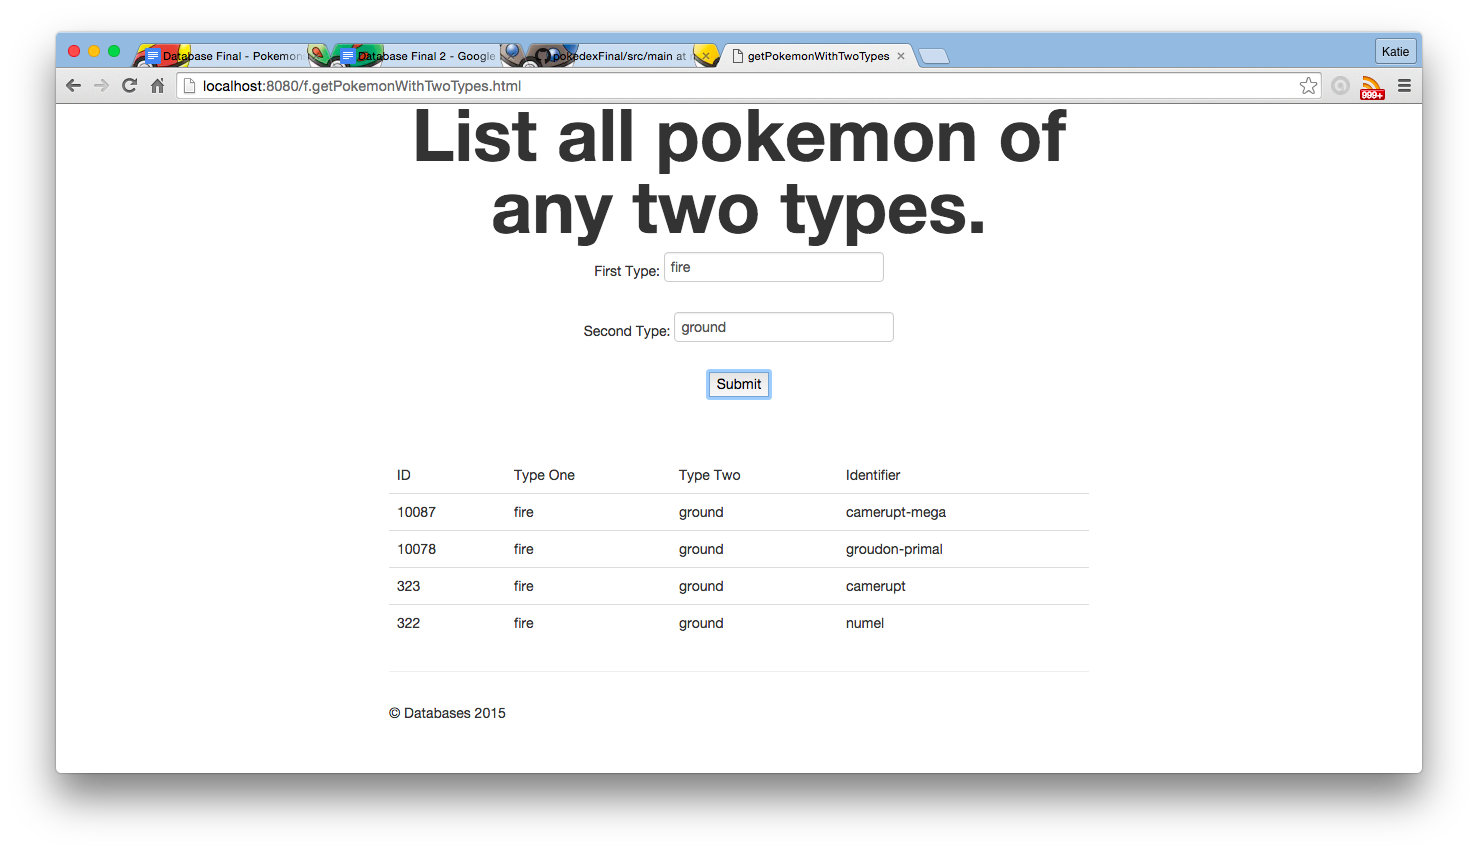 Database Final - Pokemon
Database Final 2 - Google
pokedexFinal/src/main at
getPokemonWithTwoTypes
Katie
localhost:8080/f.getPokemonWithTwoTypes.html
999+
List all pokemon of
any two types.
First Type: fire
Second Type: ground
Submit
ID Type One Type Two Identifier
10087 fire ground camerupt-mega
10078 fire ground groudon-primal
323 fire ground camerupt
322 fire ground numel
© Databases 2015